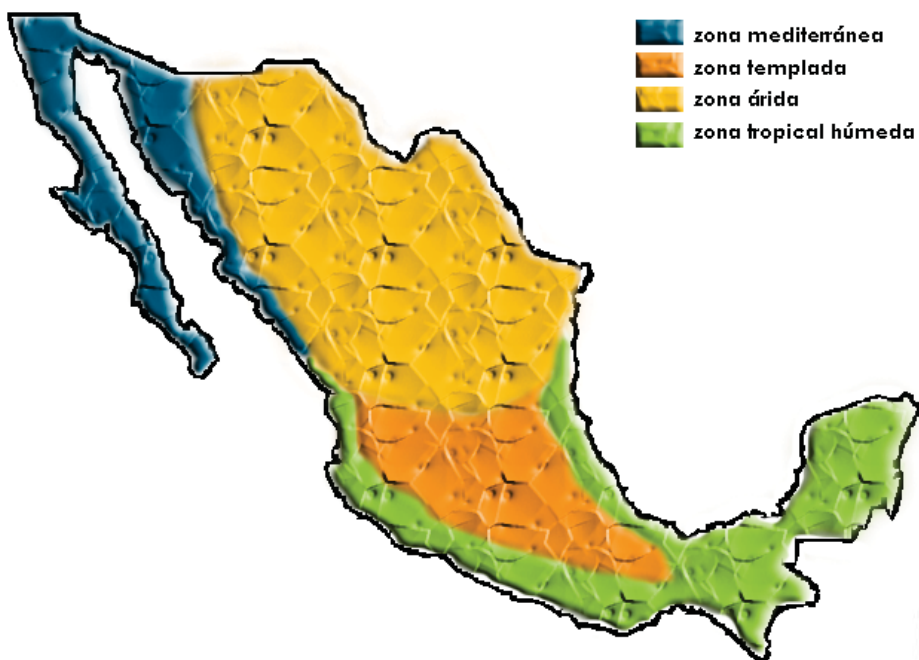 zona mediterránea
zona templada
zona árida
zona tropical húmeda